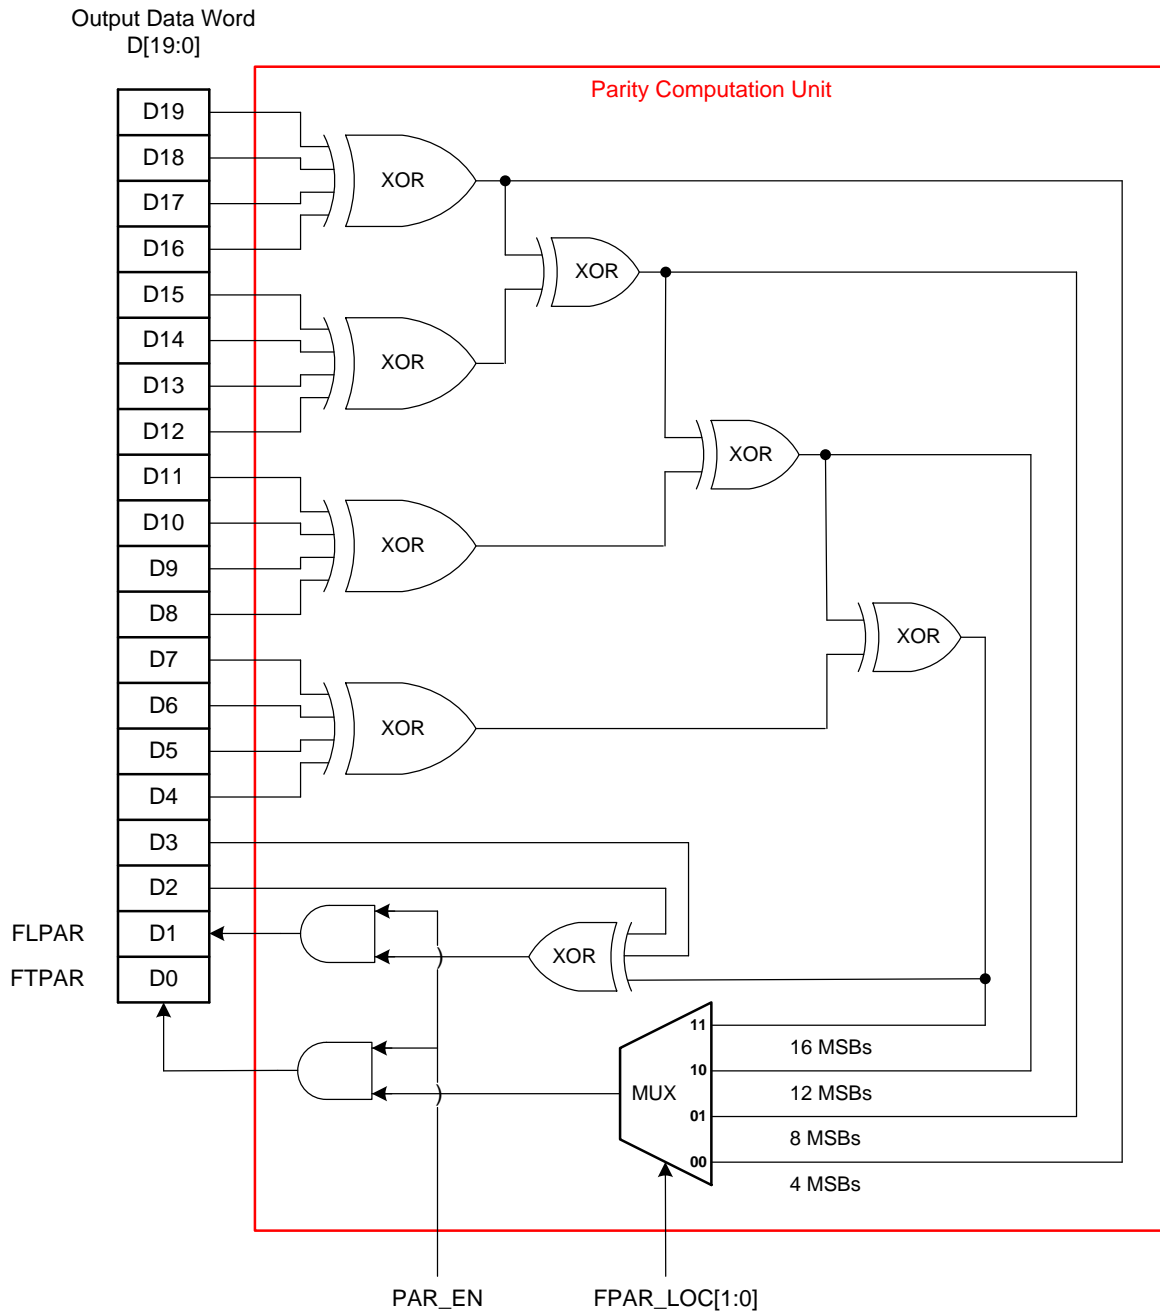 Output Data Word
D[19:0]
Parity Computation Unit
D19
D18
XOR
D17
D16
XOR
D15
D14
XOR
D13
D12
XOR
D11
D10
XOR
D9
D8
XOR
D7
D6
XOR
D5
D4
D3
D2
FLPAR
D1
XOR
FTPAR
D0
11
16 MSBs
10
MUX
12 MSBs
01
8 MSBs
00
4 MSBs
PAR_EN
FPAR_LOC[1:0]